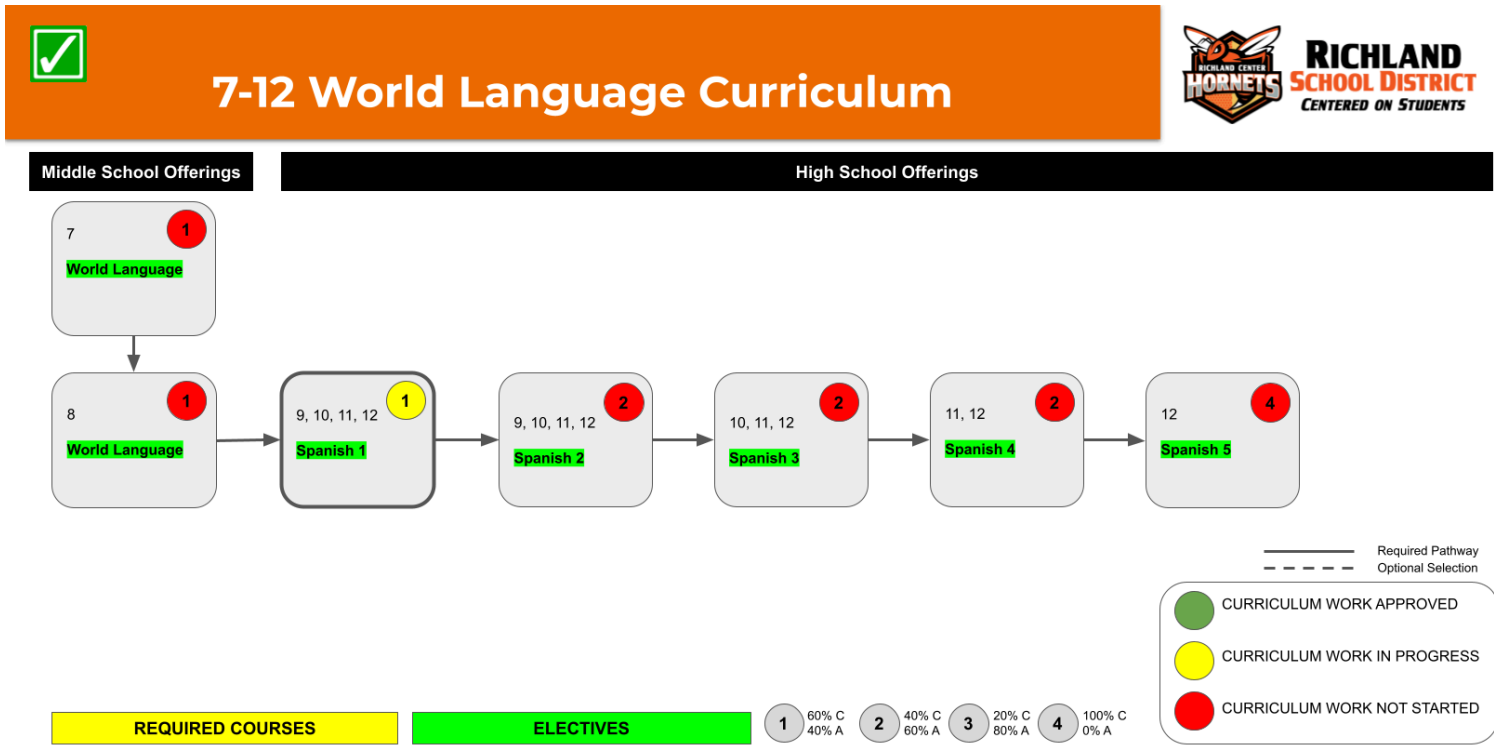 7-12 World Language Curriculum
RICHLAND CENTER
HORNETS
RICHLAND
SCHOOL DISTRICT
CENTERED ON STUDENTS
Middle School Offerings
High School Offerings
7
1
World Language
8
1
World Language
9, 10, 11, 12
1
Spanish 1
9, 10, 11, 12
2
Spanish 2
10, 11, 12
2
Spanish 3
11, 12
2
Spanish 4
12
4
Spanish 5
Required Pathway
Optional Selection
CURRICULUM WORK APPROVED
CURRICULUM WORK IN PROGRESS
CURRICULUM WORK NOT STARTED
REQUIRED COURSES
ELECTIVES
1
60% C
40% A
2
40% C
60% A
3
20% C
80% A
4
100% C
0% A